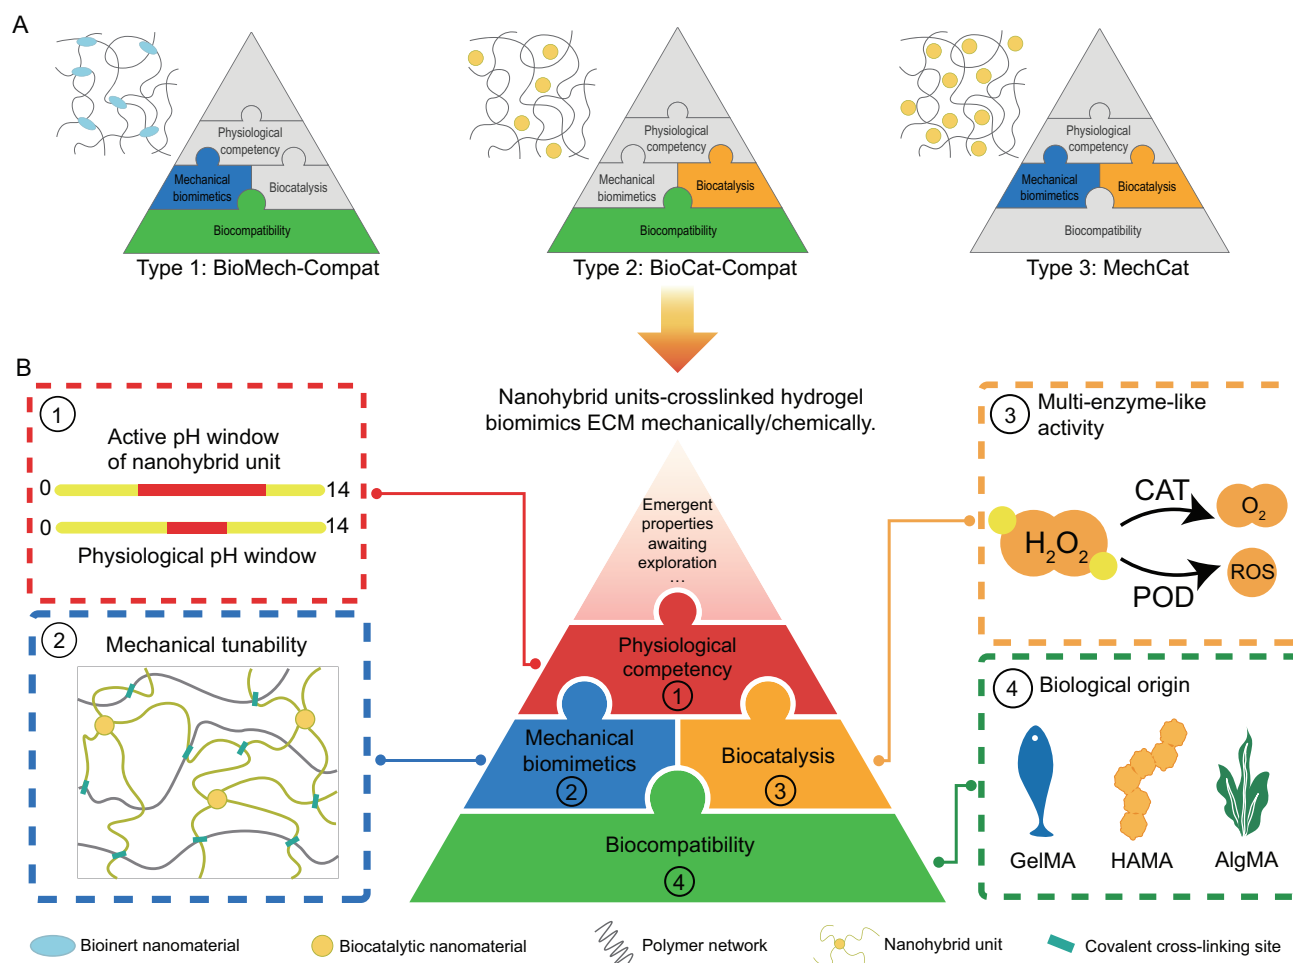 A
Physiological
competency
Mechanical
biomimetics
Biocatalysis
Biocompatibility
Type 1: BioMech-Compat
Physiological
competency
Mechanical
biomimetics
Biocatalysis
Biocompatibility
Type 2: BioCat-Compat
Physiological
competency
Mechanical
biomimetics
Biocatalysis
Biocompatibility
Type 3: MechCat
B
Nanohybrid units-crosslinked hydrogel
biomimics ECM mechanically/chemically.
1
Active pH window
of nanohybrid unit
0 14
0 14
Physiological pH window
2
Mechanical tunability
Emergent
properties
awaiting
exploration
...
Physiological
competency
1
Mechanical
biomimetics
2
Biocatalysis
3
Biocompatibility
4
3
Multi-enzyme-like
activity
H₂O₂
CAT
O₂
POD
ROS
4
Biological origin
GelMA HAMA AlgMA
Bioinert nanomaterial
Biocatalytic nanomaterial
Polymer network
Nanohybrid unit
Covalent cross-linking site